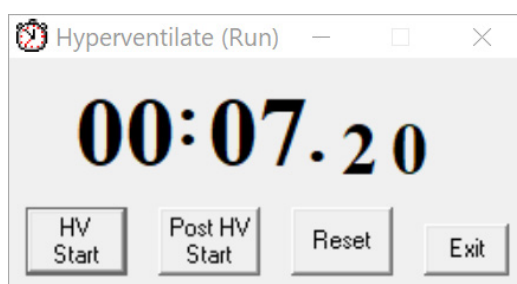 Hyperventilate (Run)
00:07.20
HV
Start
Post HV
Start
Reset
Exit